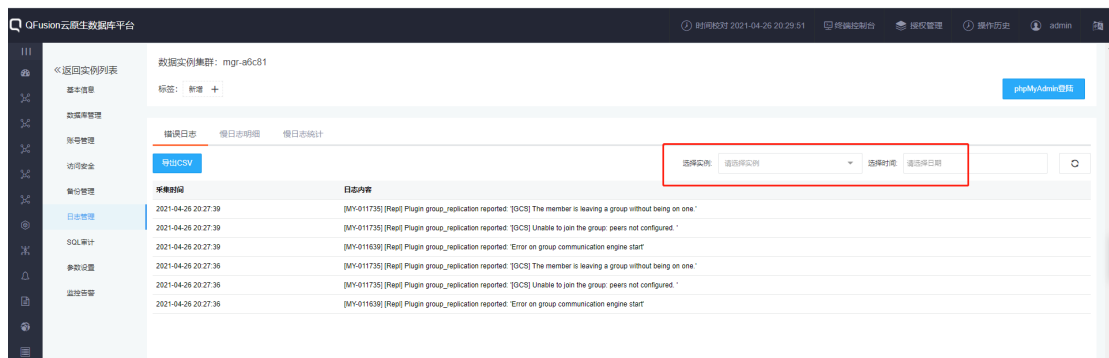 QFusion云原生数据库平台
时间校对 2021-04-26 20:29:51 终端控制台 授权管理 操作历史 admin
《返回实例列表
基本信息
数据库管理
账号管理
访问安全
备份管理
日志管理
SQL审计
参数设置
监控告警
数据实例集群：mgr-a6c81
标签： 新增 +
phpMyAdmin登陆
错误日志 慢日志明细 慢日志统计
导出CSV 选择实例: 请选择实例 选择时间: 请选择日期
采集时间 日志内容
2021-04-26 20:27:39 [MY-011735] [Repl] Plugin group_replication reported: '[GCS] The member is leaving a group without being on one.'
2021-04-26 20:27:39 [MY-011735] [Repl] Plugin group_replication reported: '[GCS] Unable to join the group: peers not configured. '
2021-04-26 20:27:39 [MY-011639] [Repl] Plugin group_replication reported: 'Error on group communication engine start'
2021-04-26 20:27:36 [MY-011735] [Repl] Plugin group_replication reported: '[GCS] The member is leaving a group without being on one.'
2021-04-26 20:27:36 [MY-011735] [Repl] Plugin group_replication reported: '[GCS] Unable to join the group: peers not configured. '
2021-04-26 20:27:36 [MY-011639] [Repl] Plugin group_replication reported: 'Error on group communication engine start'